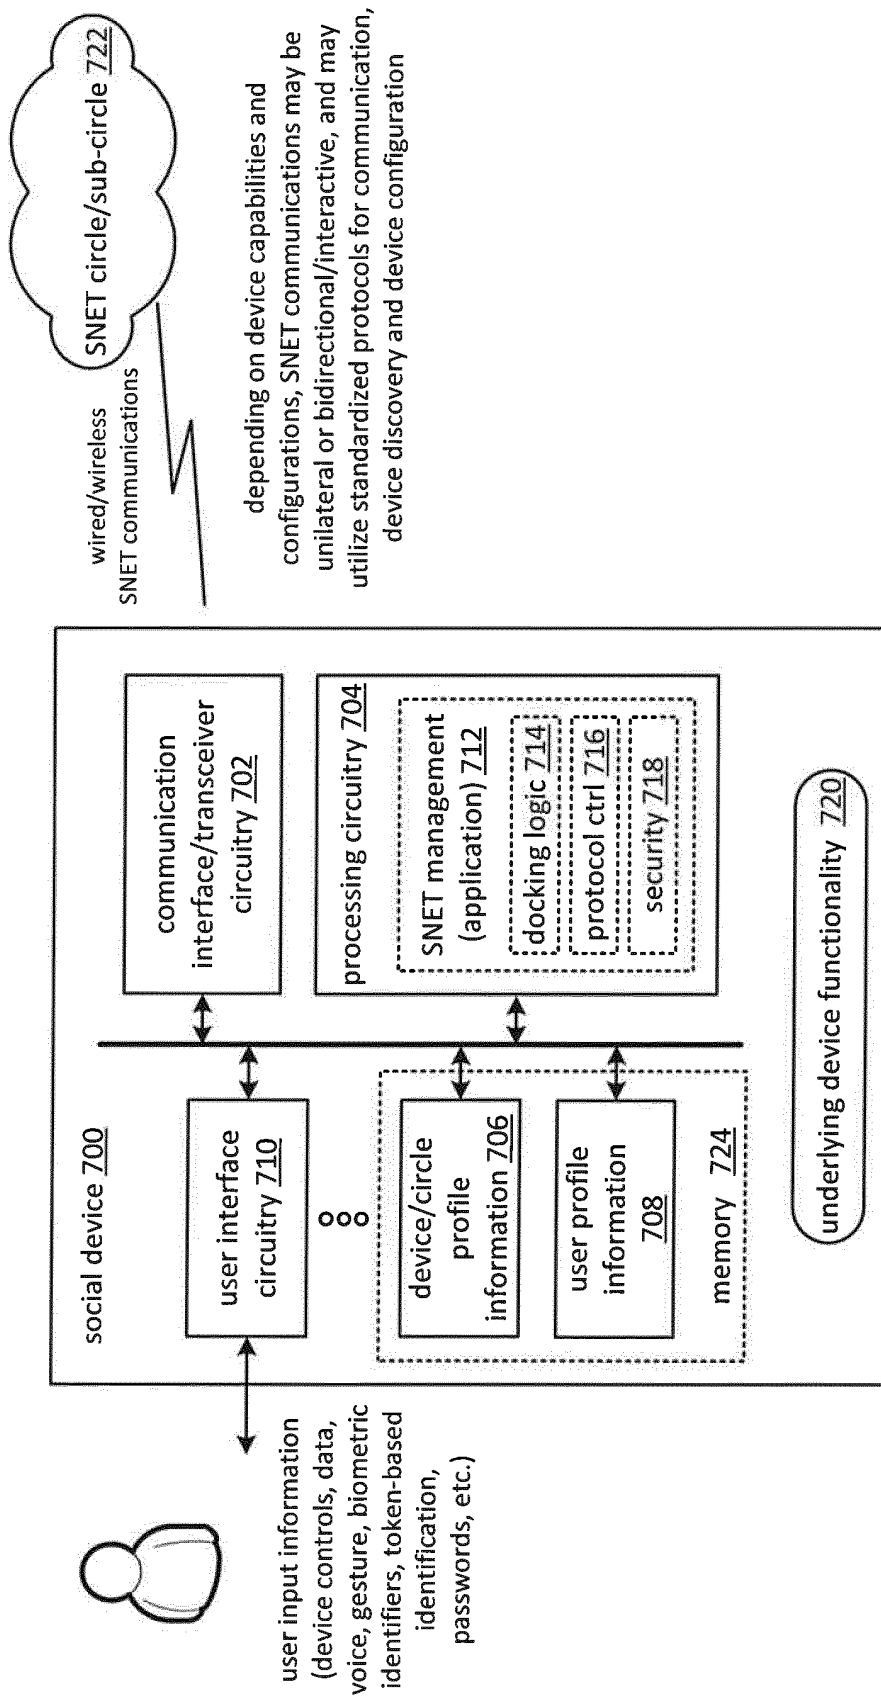 social device 700
user interface
circuitry 710
device/circle
profile
information 706
user profile
information
708
memory 724
communication
interface/transceiver
circuitry 702
processing circuitry 704
SNET management
(application) 712
docking logic 714
protocol ctrl 716
security 718
underlying device functionality 720
user input information
(device controls, data,
voice, gesture, biometric
identifiers, token-based
identification,
passwords, etc.)
wired/wireless
SNET communications
SNET circle/sub-circle 722
depending on device capabilities and
configurations, SNET communications may be
unilateral or bidirectional/interactive, and may
utilize standardized protocols for communication,
device discovery and device configuration